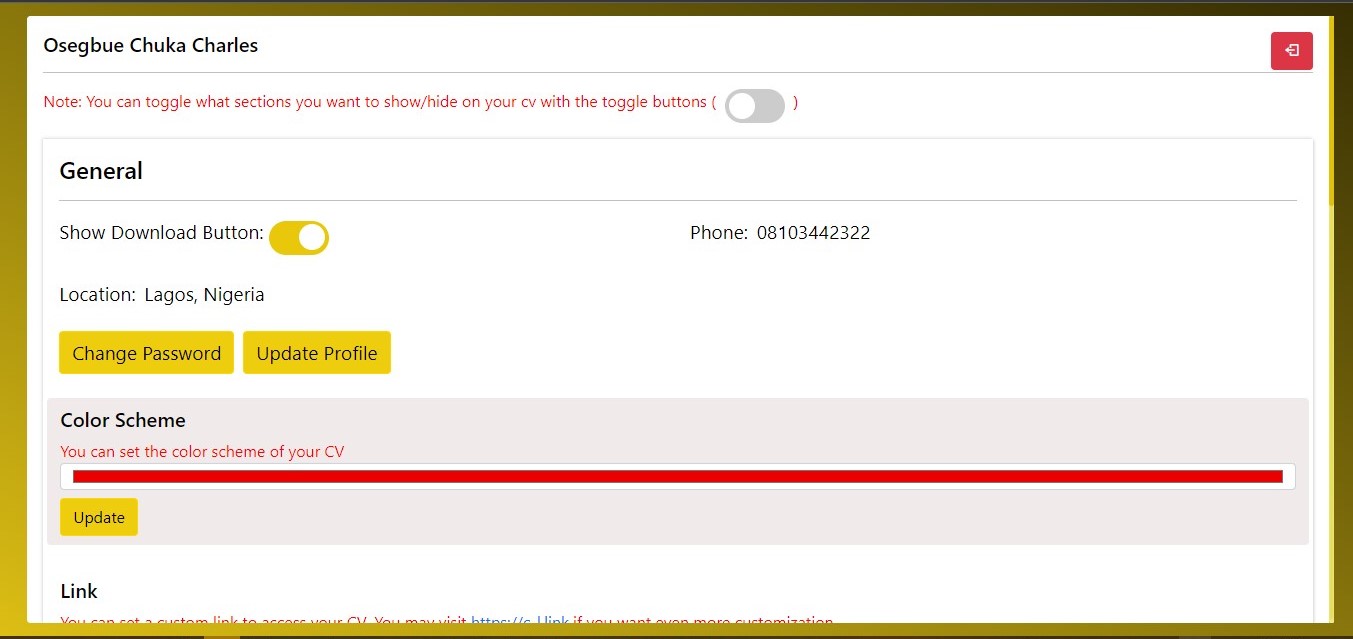 Osegbue Chuka Charles
Note: You can toggle what sections you want to show/hide on your cv with the toggle buttons ( )
General
Show Download Button:
Phone: 08103442322
Location: Lagos, Nigeria
Change Password
Update Profile
Color Scheme
You can set the color scheme of your CV
Update
Link
You can set a custom link to access your CV. You may visit if you want even more customization